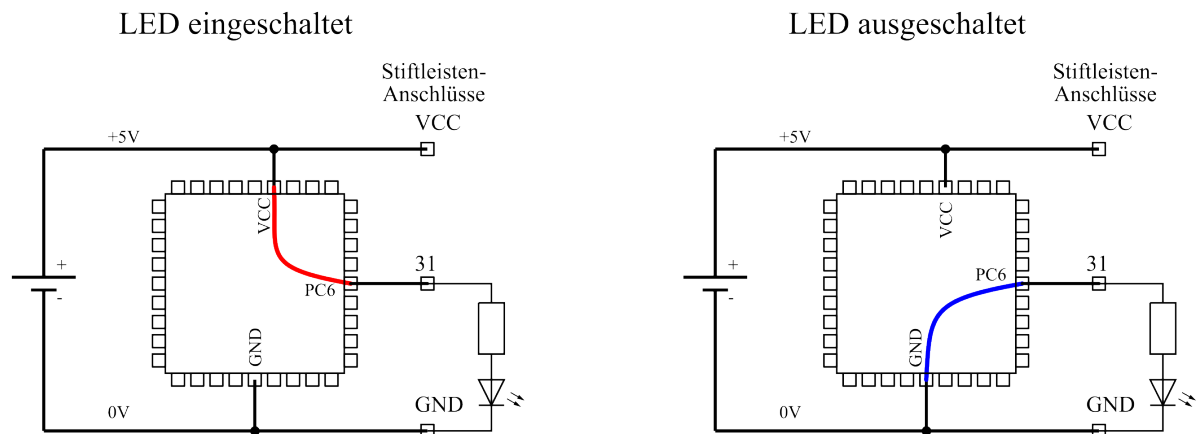 LED eingeschaltet
Stiftleisten-
Anschlüsse
VCC
+5V
VCC
31
+
PC6
-
GND
0V
GND
LED ausgeschaltet
Stiftleisten-
Anschlüsse
VCC
+5V
VCC
31
+
PC6
-
GND
0V
GND